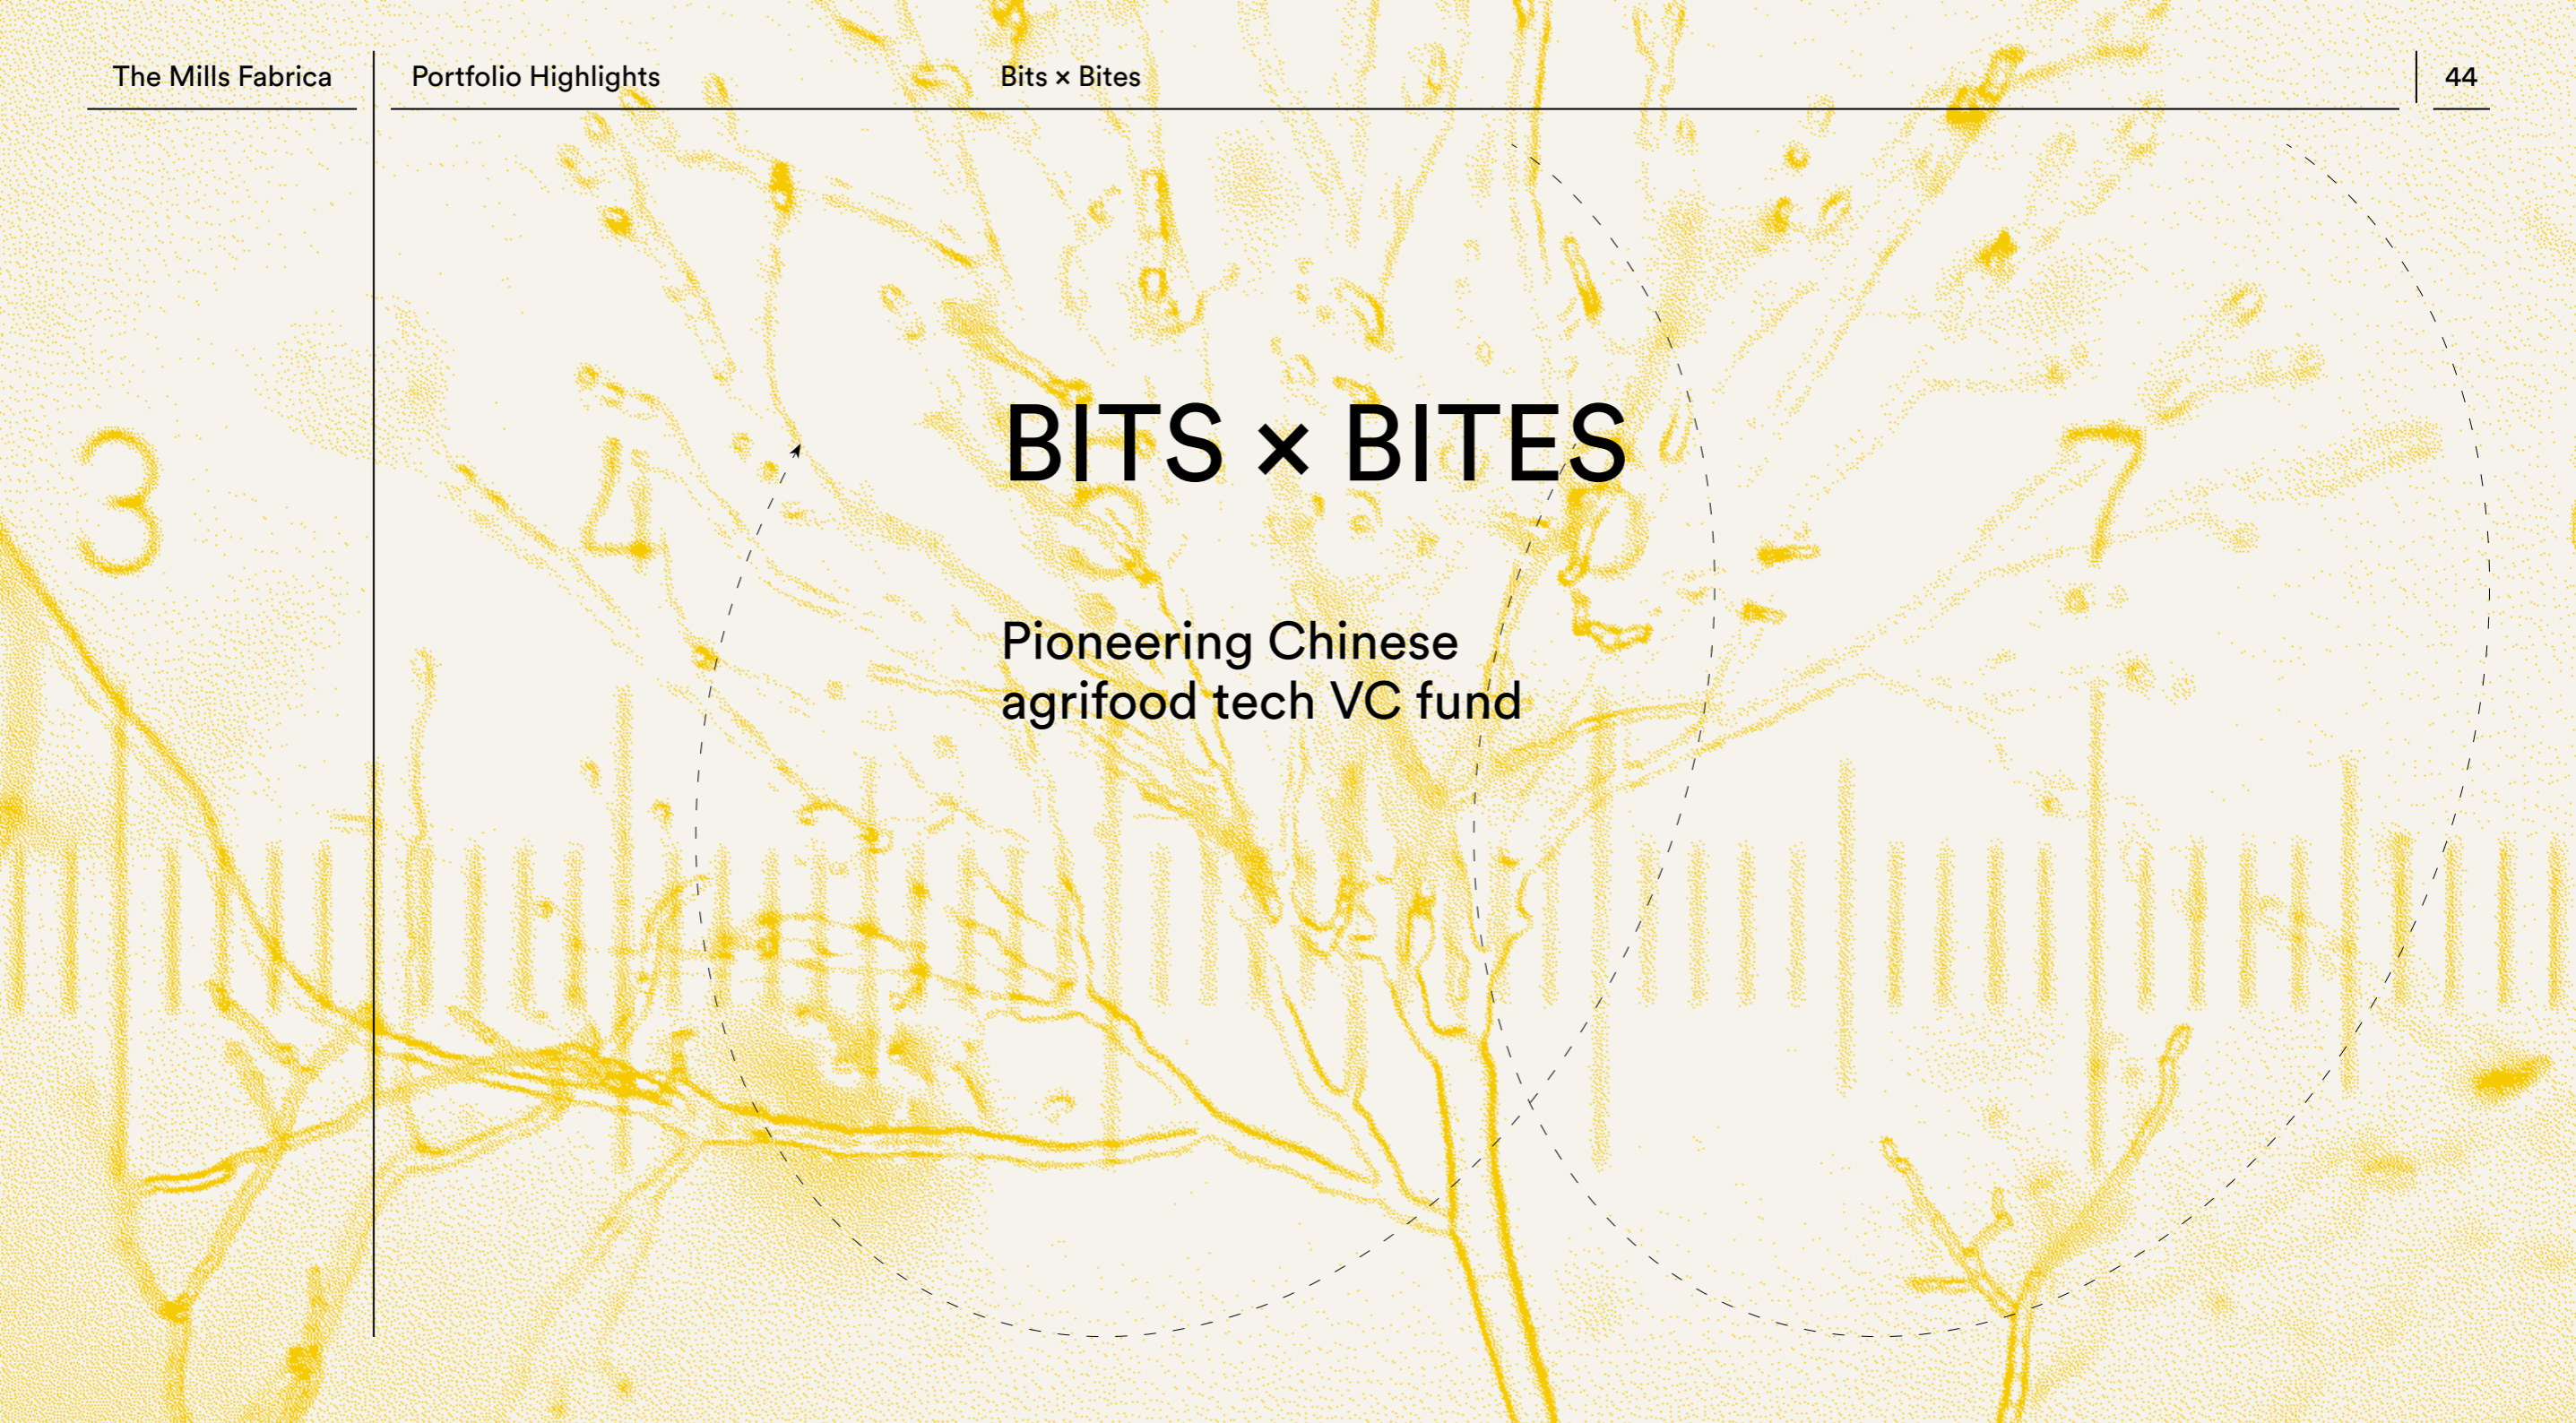 The Mills Fabrica
Portfolio Highlights
Bits × Bites
44
BITS × BITES
3
4
7
Pioneering Chinese
agrifood tech VC fund